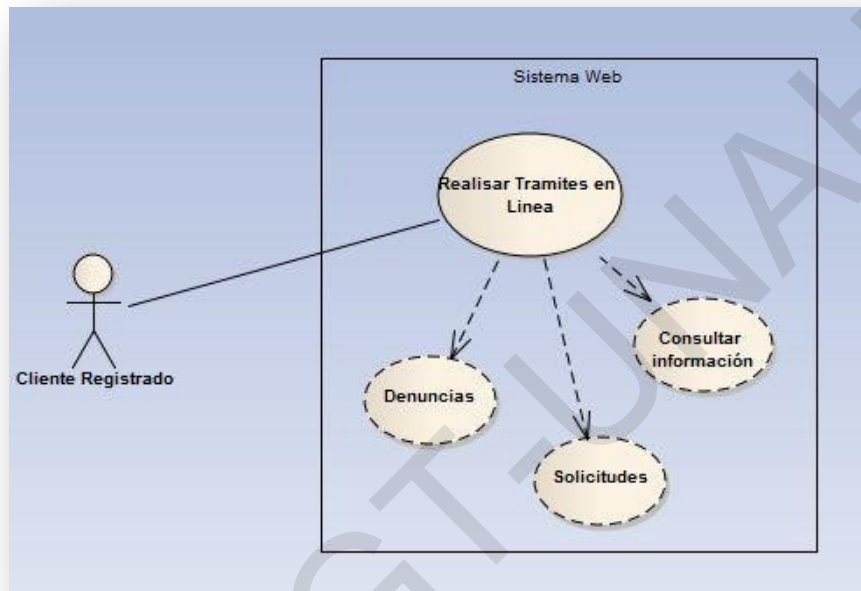 Sistema Web
Realisar Tramites en
Linea
Cliente Registrado
Denuncias
Consultar
información
Solicitudes